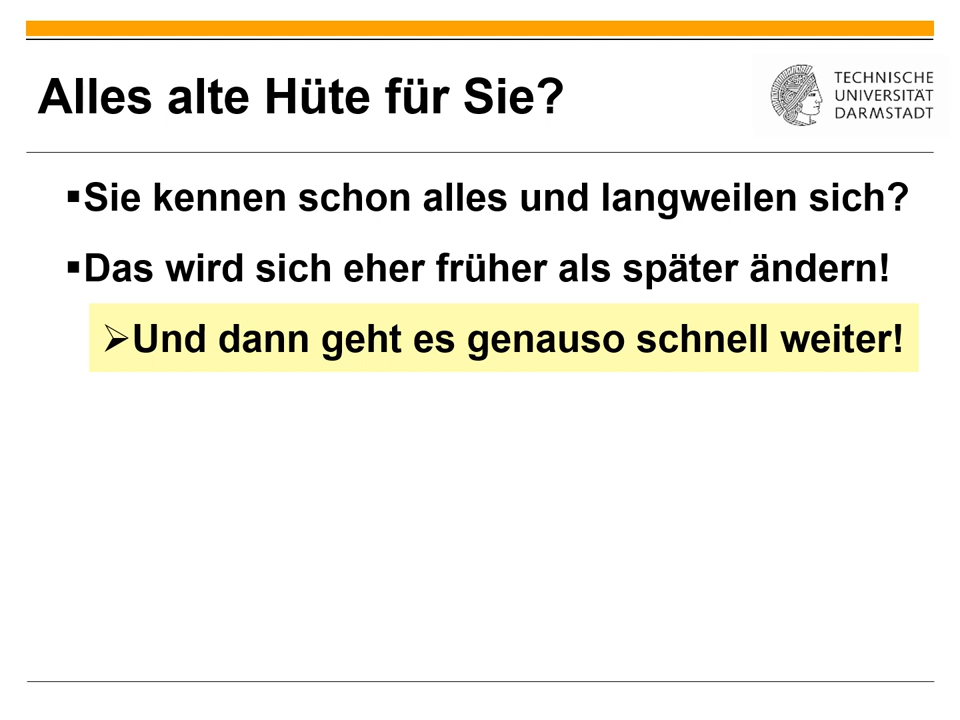 Alles alte Hüte für Sie?
TECHNISCHE
UNIVERSITÄT
DARMSTADT
▪Sie kennen schon alles und langweilen sich?
▪Das wird sich eher früher als später ändern!
➢Und dann geht es genauso schnell weiter!